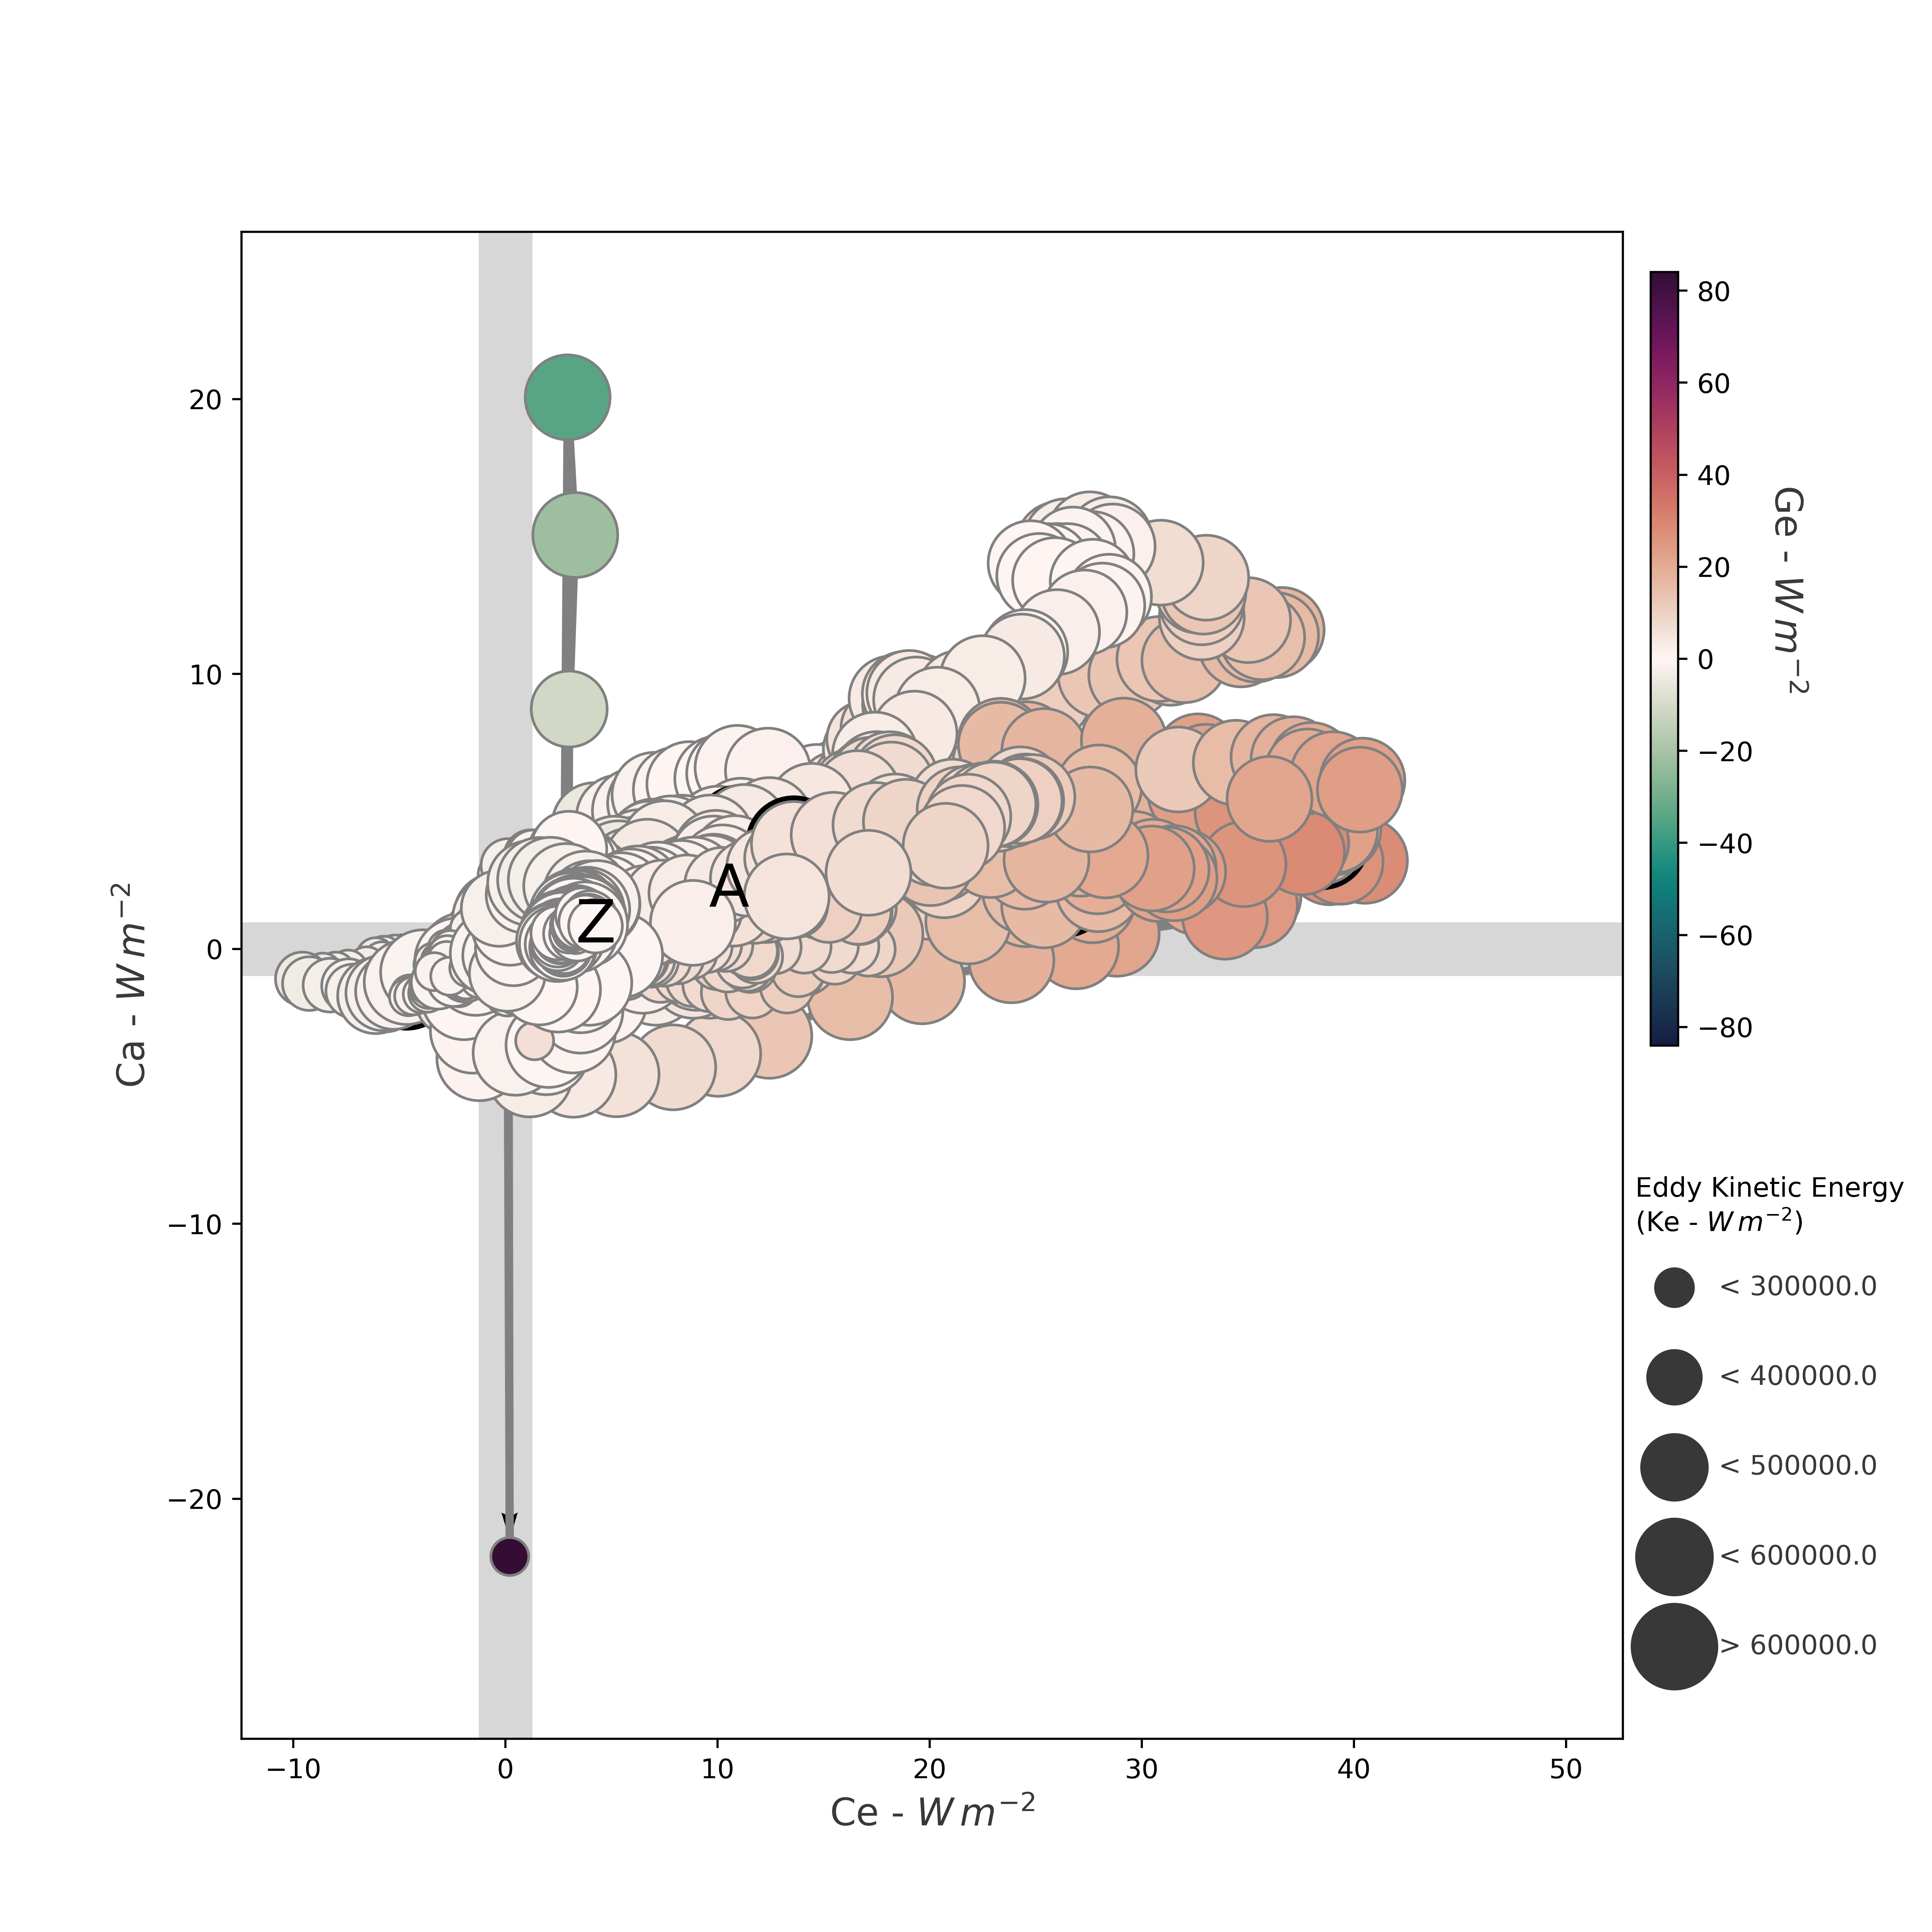 20
10
0
−10
−20
Ca - W m⁻²
A
Z
−10 0 10 20 30 40 50
Ce - W m⁻²
80
60
40
20
0
−20
−40
−60
−80
Ge - W m⁻²
Eddy Kinetic Energy
(Ke - W m⁻²)
< 300000.0
< 400000.0
< 500000.0
< 600000.0
> 600000.0